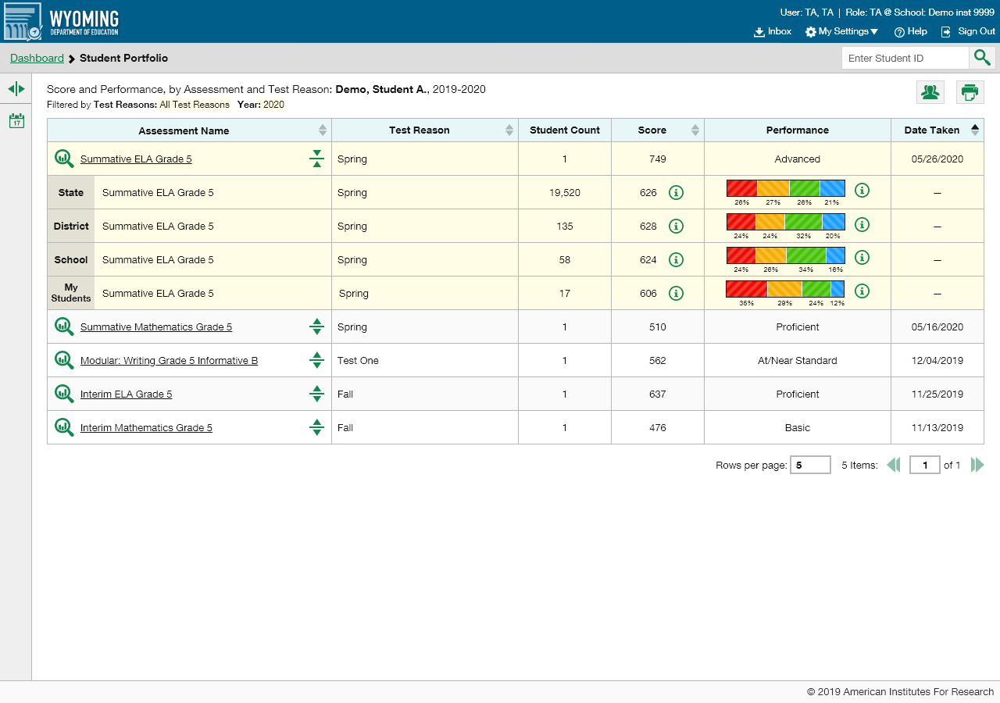 WYOMING
DEPARTMENT OF EDUCATION
User: TA, TA | Role: TA @ School: Demo inst 9999
Inbox My Settings Help Sign Out
Dashboard Student Portfolio
Enter Student ID
Score and Performance, by Assessment and Test Reason: Demo, Student A., 2019-2020
Filtered by Test Reasons: All Test Reasons Year: 2020
17
Assessment Name Test Reason Student Count Score Performance Date Taken
Summative ELA Grade 5 Spring 1 749 Advanced 05/26/2020
State Summative ELA Grade 5 Spring 19,520 626 —
26% 27% 26% 21%
District Summative ELA Grade 5 Spring 135 628 —
24% 24% 32% 20%
School Summative ELA Grade 5 Spring 58 624 —
24% 26% 34% 16%
My Students Summative ELA Grade 5 Spring 17 606 —
35% 29% 24% 12%
Summative Mathematics Grade 5 Spring 1 510 Proficient 05/16/2020
Modular: Writing Grade 5 Informative B Test One 1 562 At/Near Standard 12/04/2019
Interim ELA Grade 5 Fall 1 637 Proficient 11/25/2019
Interim Mathematics Grade 5 Fall 1 476 Basic 11/13/2019
Rows per page: 5 5 Items: 1 of 1
© 2019 American Institutes For Research